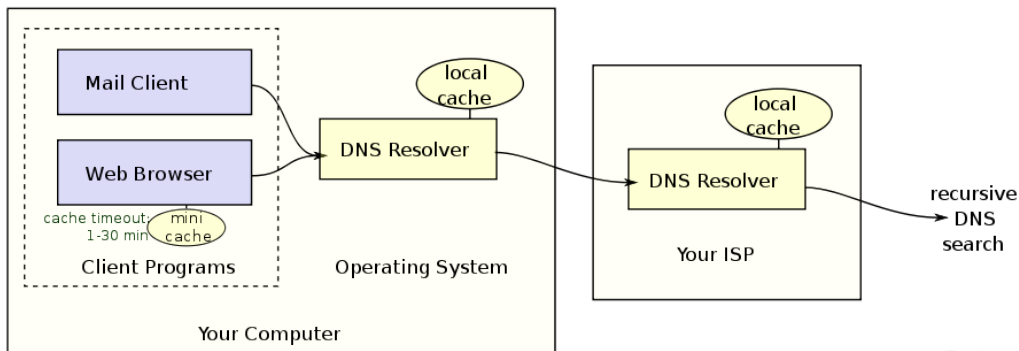 Mail Client
Web Browser
cache timeout:
1-30 min
mini
cache
Client Programs
local
cache
DNS Resolver
Operating System
Your Computer
local
cache
DNS Resolver
Your ISP
recursive
DNS
search